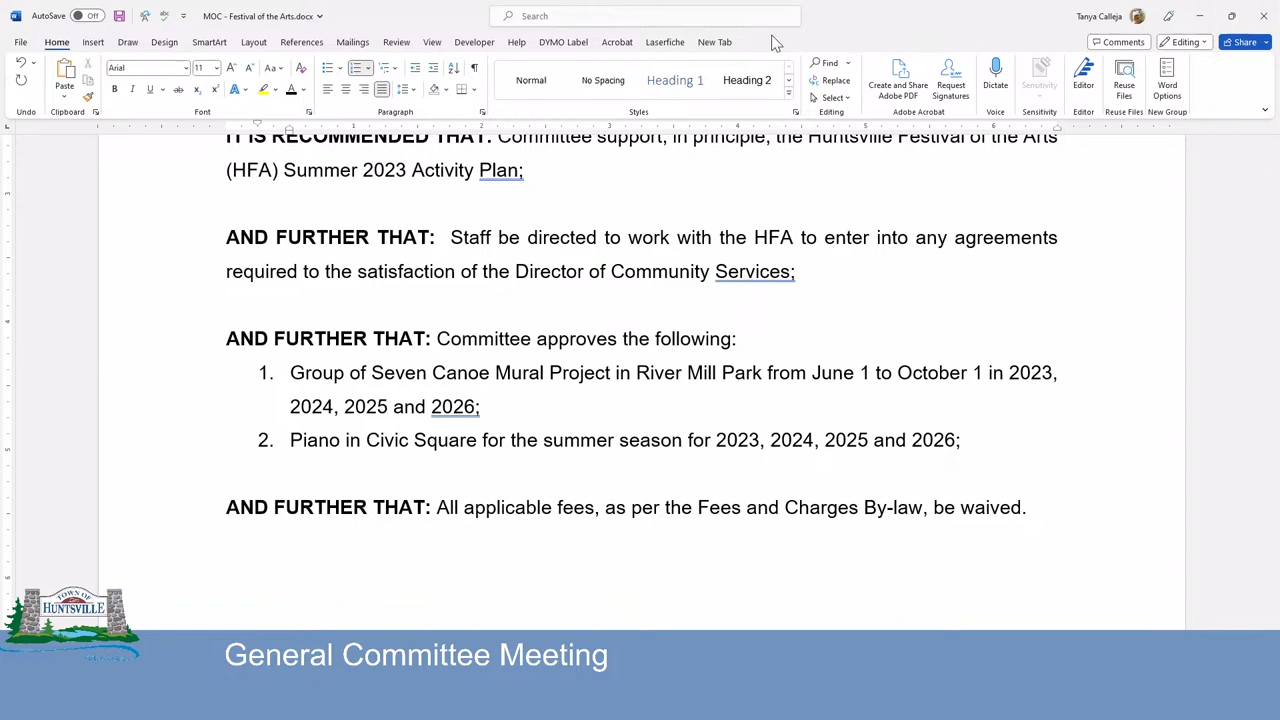 AutoSave Off MOC - Festival of the Arts.docx Search Tanya Calleja
File Home Insert Draw Design SmartArt Layout References Mailings Review View Developer Help DYMO Label Acrobat Laserfiche New Tab Comments Editing Share
Arial 11 Normal No Spacing Heading 1 Heading 2 Find Replace Select
Paste Create and Share Adobe PDF Request Signatures Dictate Sensitivity Editor Reuse Files Word Options
Undo Clipboard Font Paragraph Styles Editing Adobe Acrobat Voice Sensitivity Editor Reuse Files New Group
IT IS RECOMMENDED THAT: Committee support, in principle, the Huntsville Festival of the Arts
(HFA) Summer 2023 Activity Plan;
AND FURTHER THAT: Staff be directed to work with the HFA to enter into any agreements
required to the satisfaction of the Director of Community Services;
AND FURTHER THAT: Committee approves the following:
1. Group of Seven Canoe Mural Project in River Mill Park from June 1 to October 1 in 2023,
2024, 2025 and 2026;
2. Piano in Civic Square for the summer season for 2023, 2024, 2025 and 2026;
AND FURTHER THAT: All applicable fees, as per the Fees and Charges By-law, be waived.
TOWN OF
HUNTSVILLE
General Committee Meeting